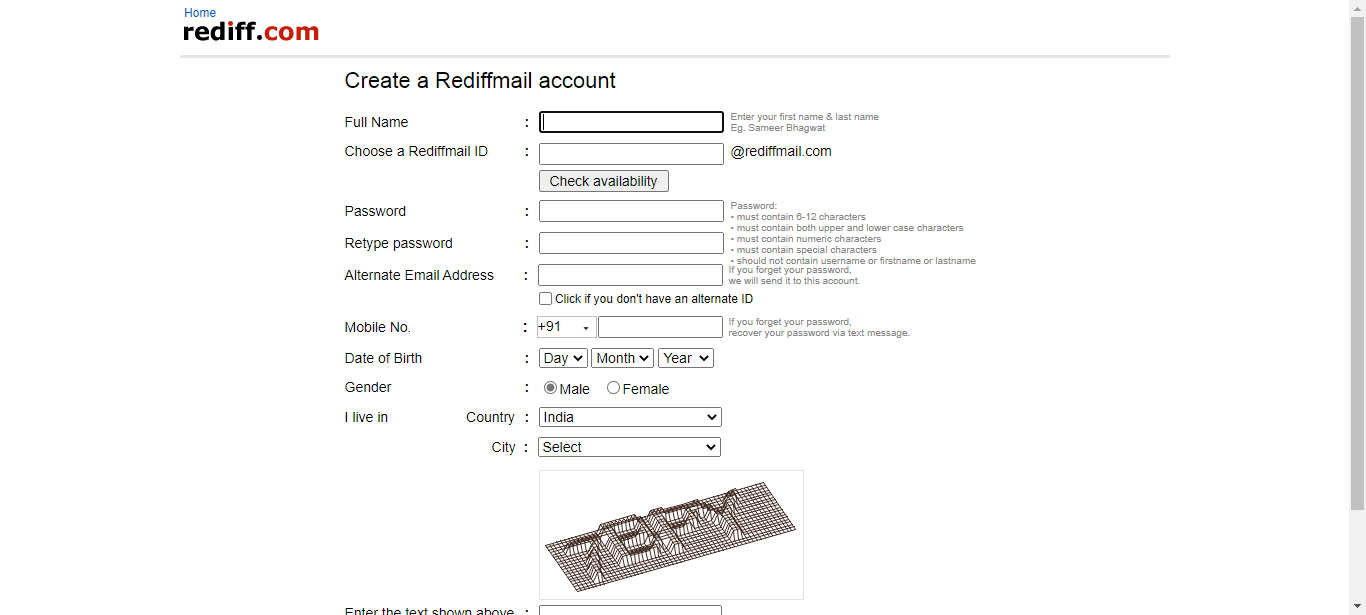 Home
rediff.com
Create a Rediffmail account
Full Name :
Enter your first name & last name
Eg. Sameer Bhagwat
Choose a Rediffmail ID : @rediffmail.com
Check availability
Password :
Password:
• must contain 6-12 characters
• must contain both upper and lower case characters
• must contain numeric characters
• must contain special characters
• should not contain username or firstname or lastname
Retype password :
Alternate Email Address :
If you forget your password,
we will send it to this account.
Click if you don't have an alternate ID
Mobile No. : +91
If you forget your password,
recover your password via text message.
Date of Birth : Day Month Year
Gender : Male Female
I live in Country : India
City : Select
Enter the text shown above :